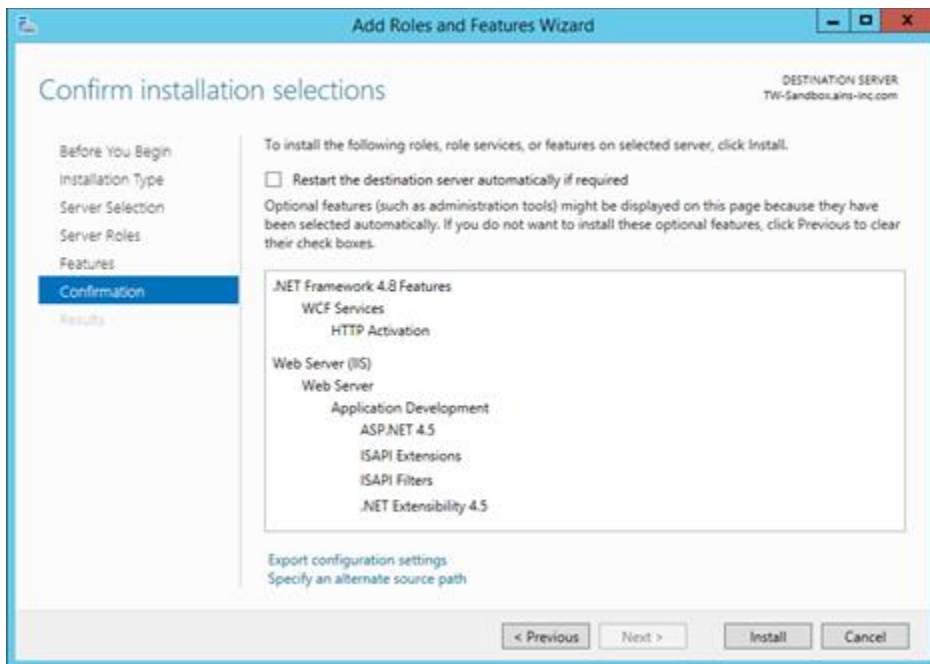 Add Roles and Features Wizard
Confirm installation selections
DESTINATION SERVER
TW-Sandbox.ains-inc.com
Before You Begin
Installation Type
Server Selection
Server Roles
Features
Confirmation
Results
To install the following roles, role services, or features on selected server, click Install.
Restart the destination server automatically if required
Optional features (such as administration tools) might be displayed on this page because they have
been selected automatically. If you do not want to install these optional features, click Previous to clear
their check boxes.
.NET Framework 4.8 Features
WCF Services
HTTP Activation
Web Server (IIS)
Web Server
Application Development
ASP.NET 4.5
ISAPI Extensions
ISAPI Filters
.NET Extensibility 4.5
Export configuration settings
Specify an alternate source path
< Previous
Next >
Install
Cancel